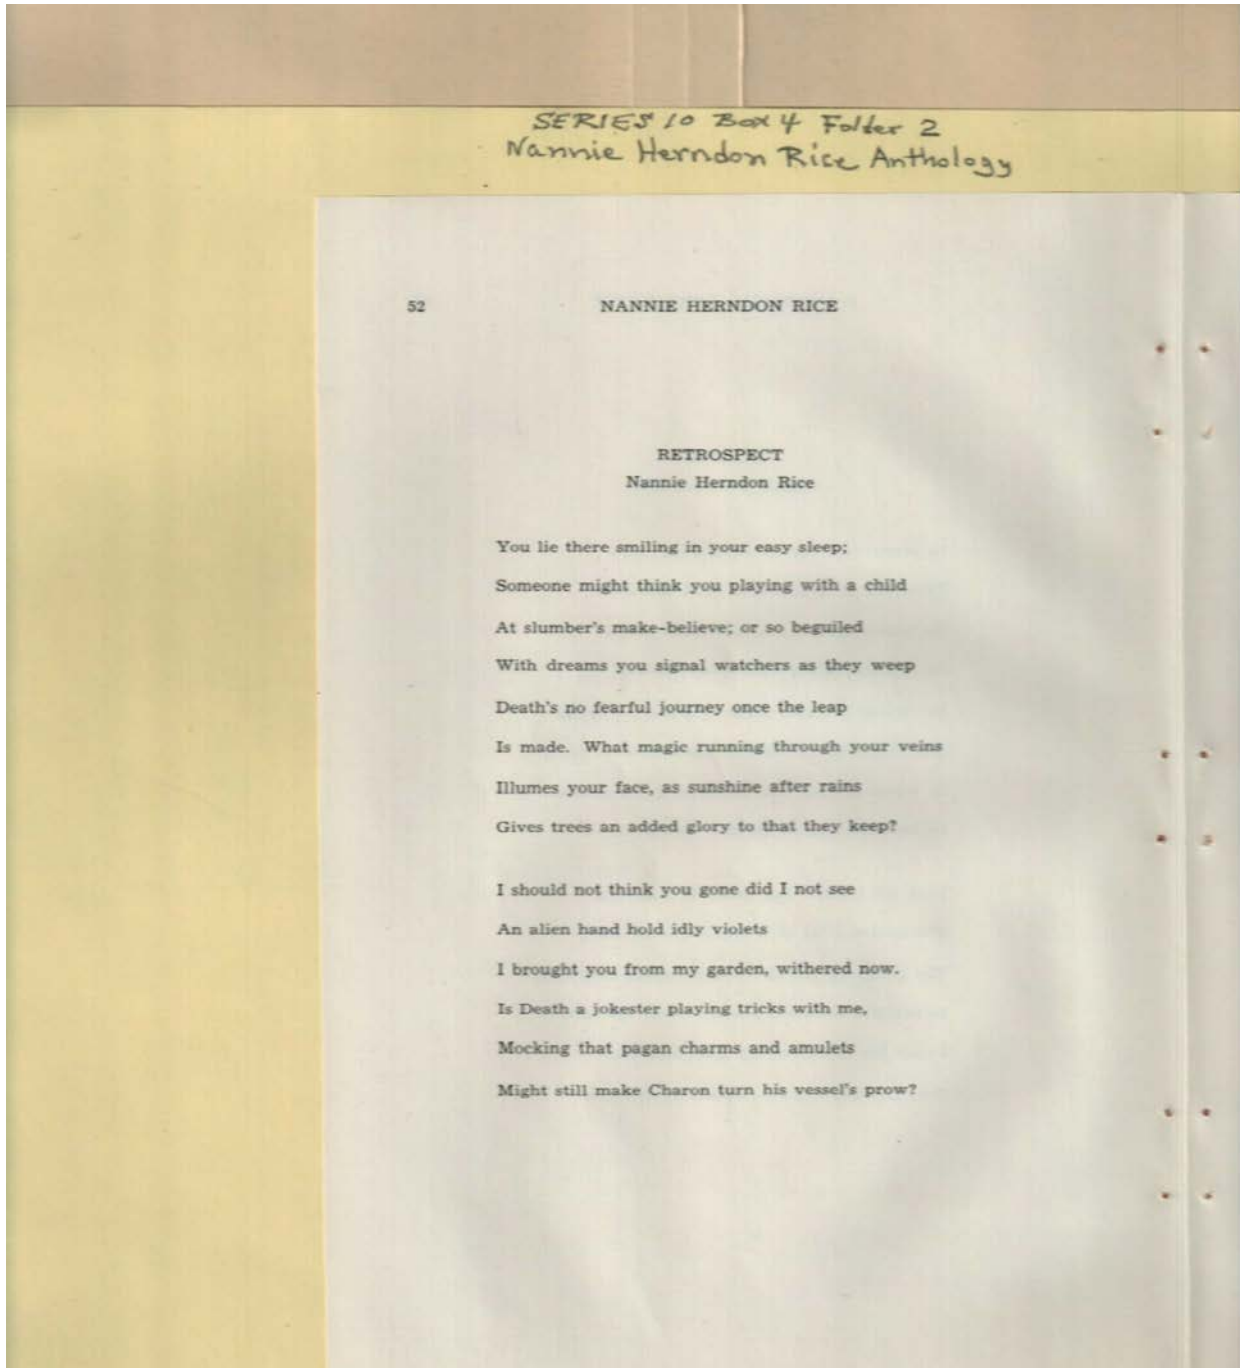 SERIES 10 Box 4 Folder 2
Nannie Herndon Rice Anthology
52 NANNIE HERNDON RICE
RETROSPECT
Nannie Herndon Rice
You lie there smiling in your easy sleep;
Someone might think you playing with a child
At slumber's make-believe; or so beguiled
With dreams you signal watchers as they weep
Death's no fearful journey once the leap
Is made. What magic running through your veins
Illumes your face, as sunshine after rains
Gives trees an added glory to that they keep?
I should not think you gone did I not see
An alien hand hold idly violets
I brought you from my garden, withered now.
Is Death a jokester playing tricks with me,
Mocking that pagan charms and amulets
Might still make Charon turn his vessel's prow?